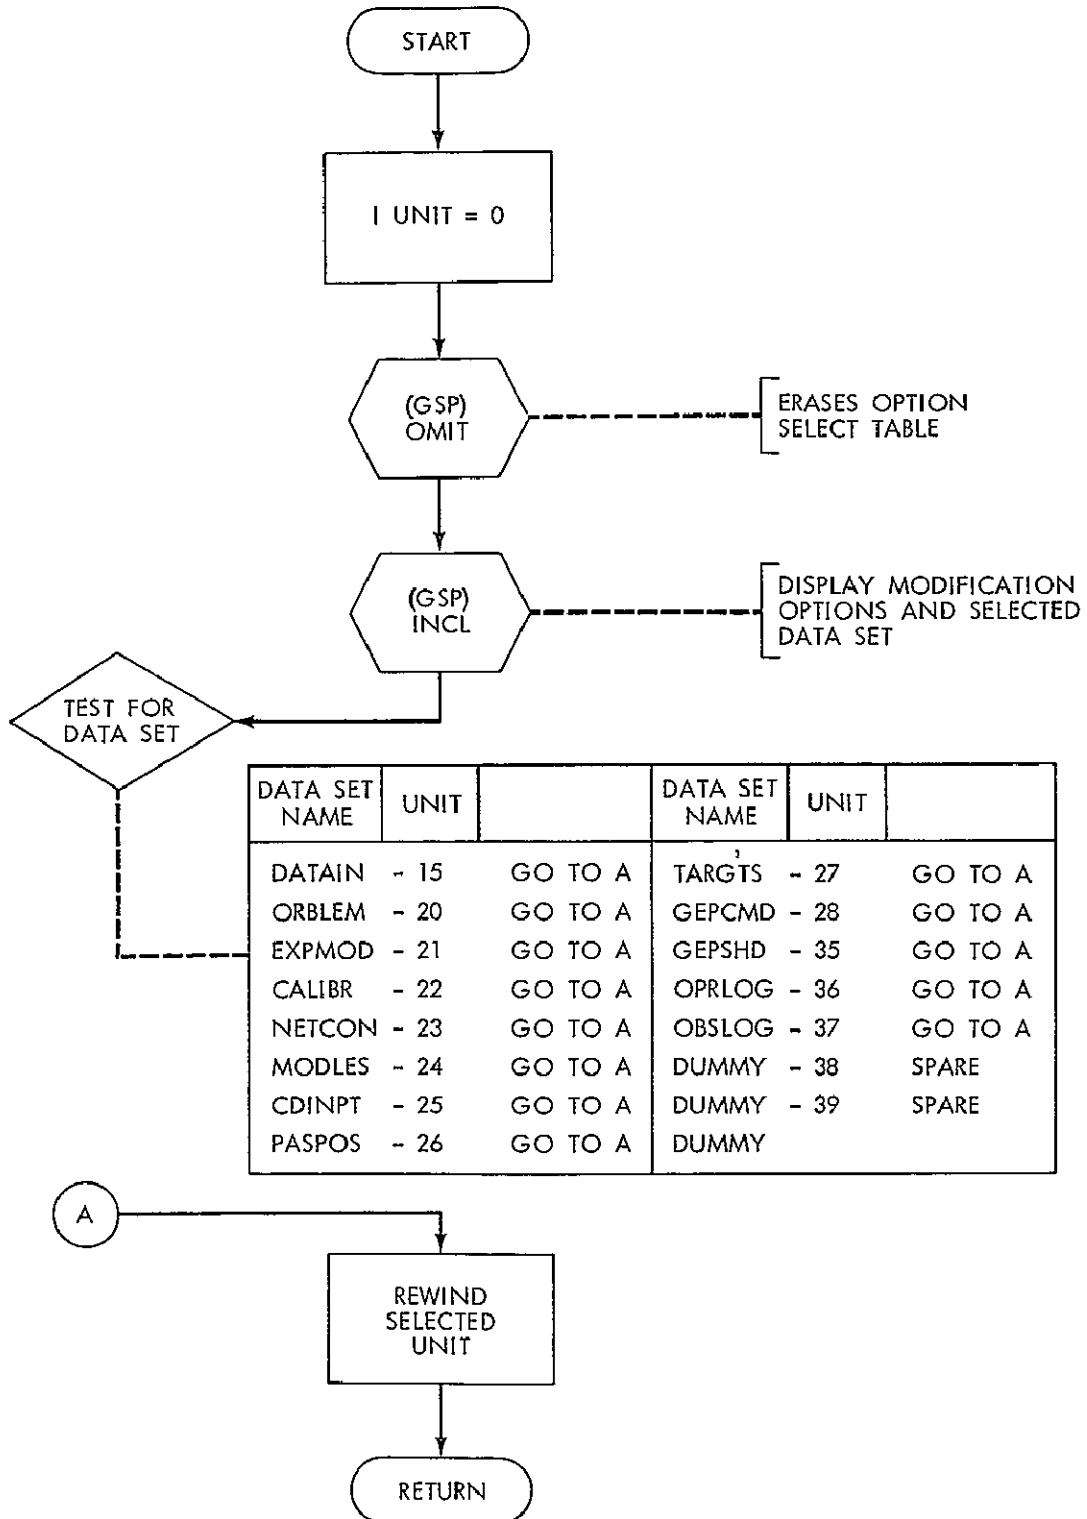 START
I UNIT = 0
(GSP)
OMIT
ERASES OPTION
SELECT TABLE
(GSP)
INCL
DISPLAY MODIFICATION
OPTIONS AND SELECTED
DATA SET
TEST FOR
DATA SET
DATA SET NAME UNIT DATA SET NAME UNIT
DATAIN - 15 GO TO A TARGTS - 27 GO TO A
ORBLEM - 20 GO TO A GEPCMD - 28 GO TO A
EXPMOD - 21 GO TO A GEPSHD - 35 GO TO A
CALIBR - 22 GO TO A OPRLOG - 36 GO TO A
NETCON - 23 GO TO A OBSLOG - 37 GO TO A
MODLES - 24 GO TO A DUMMY - 38 SPARE
CDINPT - 25 GO TO A DUMMY - 39 SPARE
PASPOS - 26 GO TO A DUMMY
A
REWIND
SELECTED
UNIT
RETURN